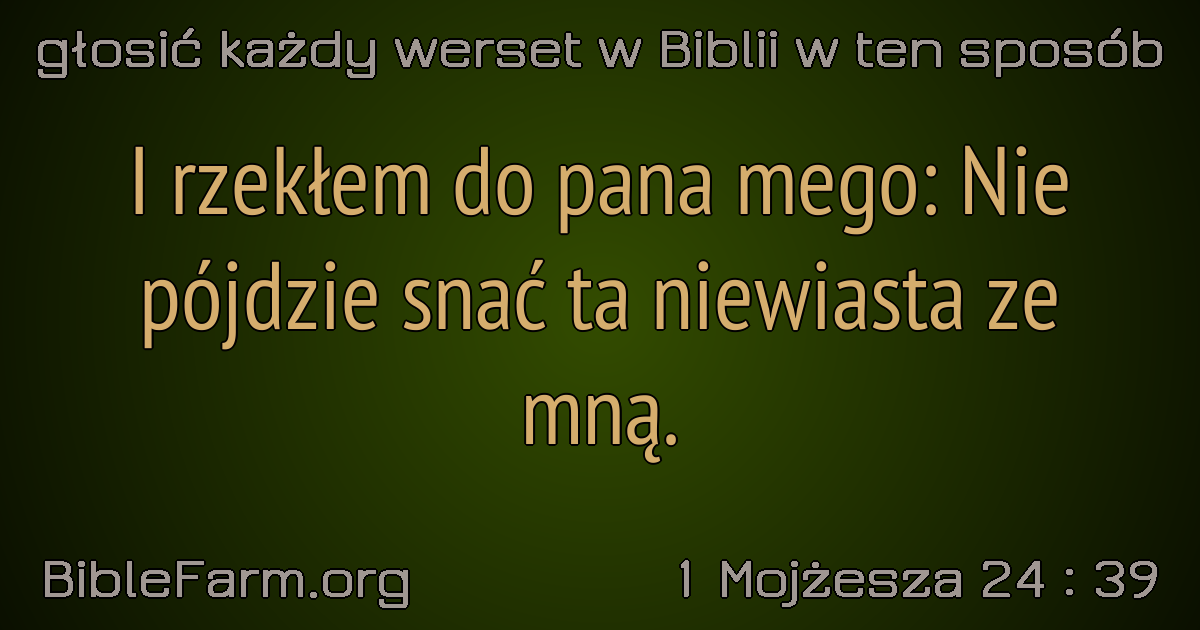 głosić każdy werset w Biblii w ten sposób
I rzekłem do pana mego: Nie
pójdzie snać ta niewiasta ze
mną.
BibleFarm.org
1 Mojżesza 24 : 39